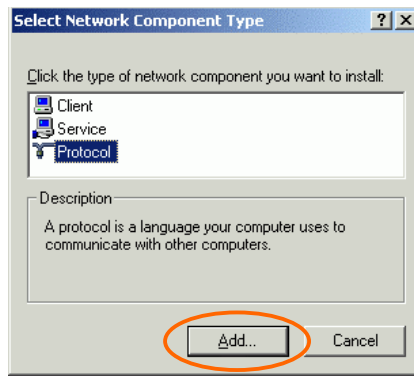 Select Network Component Type
Click the type of network component you want to install:
Client
Service
Protocol
Description
A protocol is a language your computer uses to
communicate with other computers.
Add...
Cancel